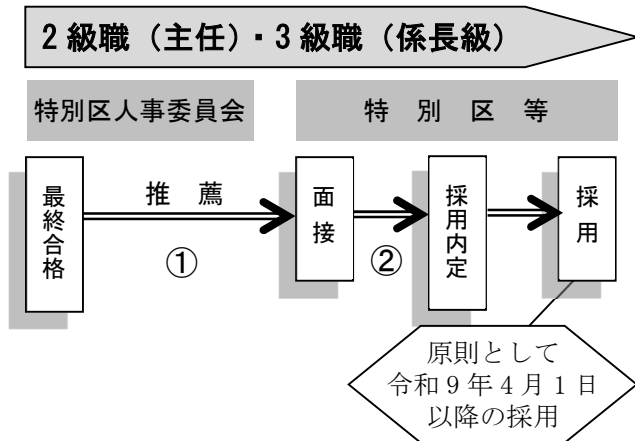 2級職（主任）・3級職（係長級）
特別区人事委員会
特別区等
最終合格
推薦
①
面接
②
採用内定
採用
原則として
令和9年4月1日
以降の採用